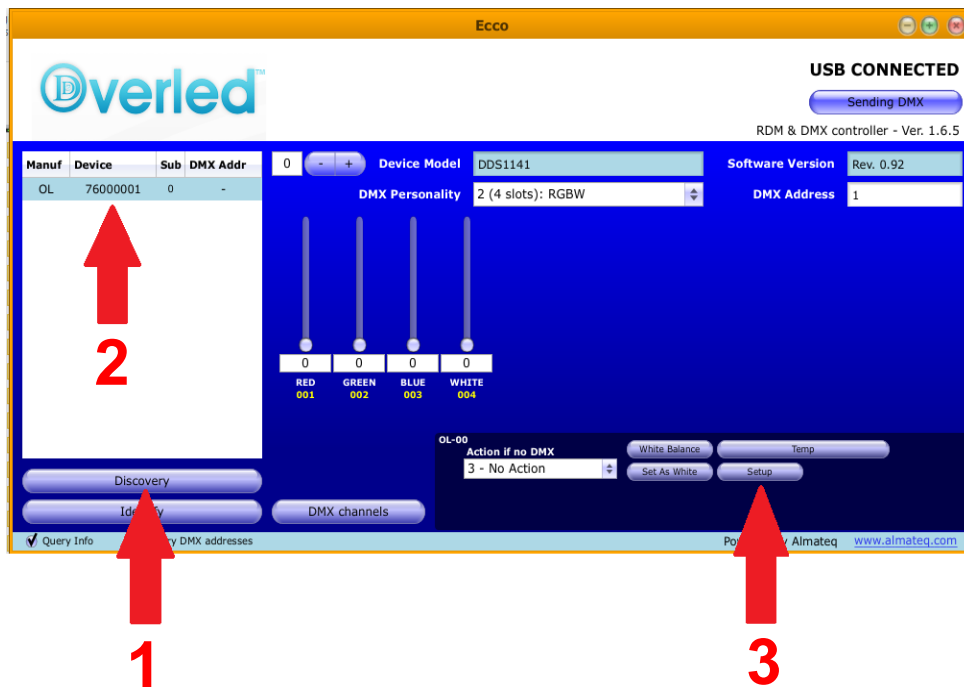 Ecco
Dverled™
USB CONNECTED
Sending DMX
RDM & DMX controller - Ver. 1.6.5
Manuf Device Sub DMX Addr
OL 76000001 0 -
0 - + Device Model DDS1141 Software Version Rev. 0.92
DMX Personality 2 (4 slots): RGBW DMX Address 1
2
0 0 0 0
RED GREEN BLUE WHITE
001 002 003 004
OL-00
Action if no DMX
3 - No Action
White Balance Temp
Set As White Setup
Discovery
DMX channels
Query Info DMX addresses Almateq www.almateq.com
1
3